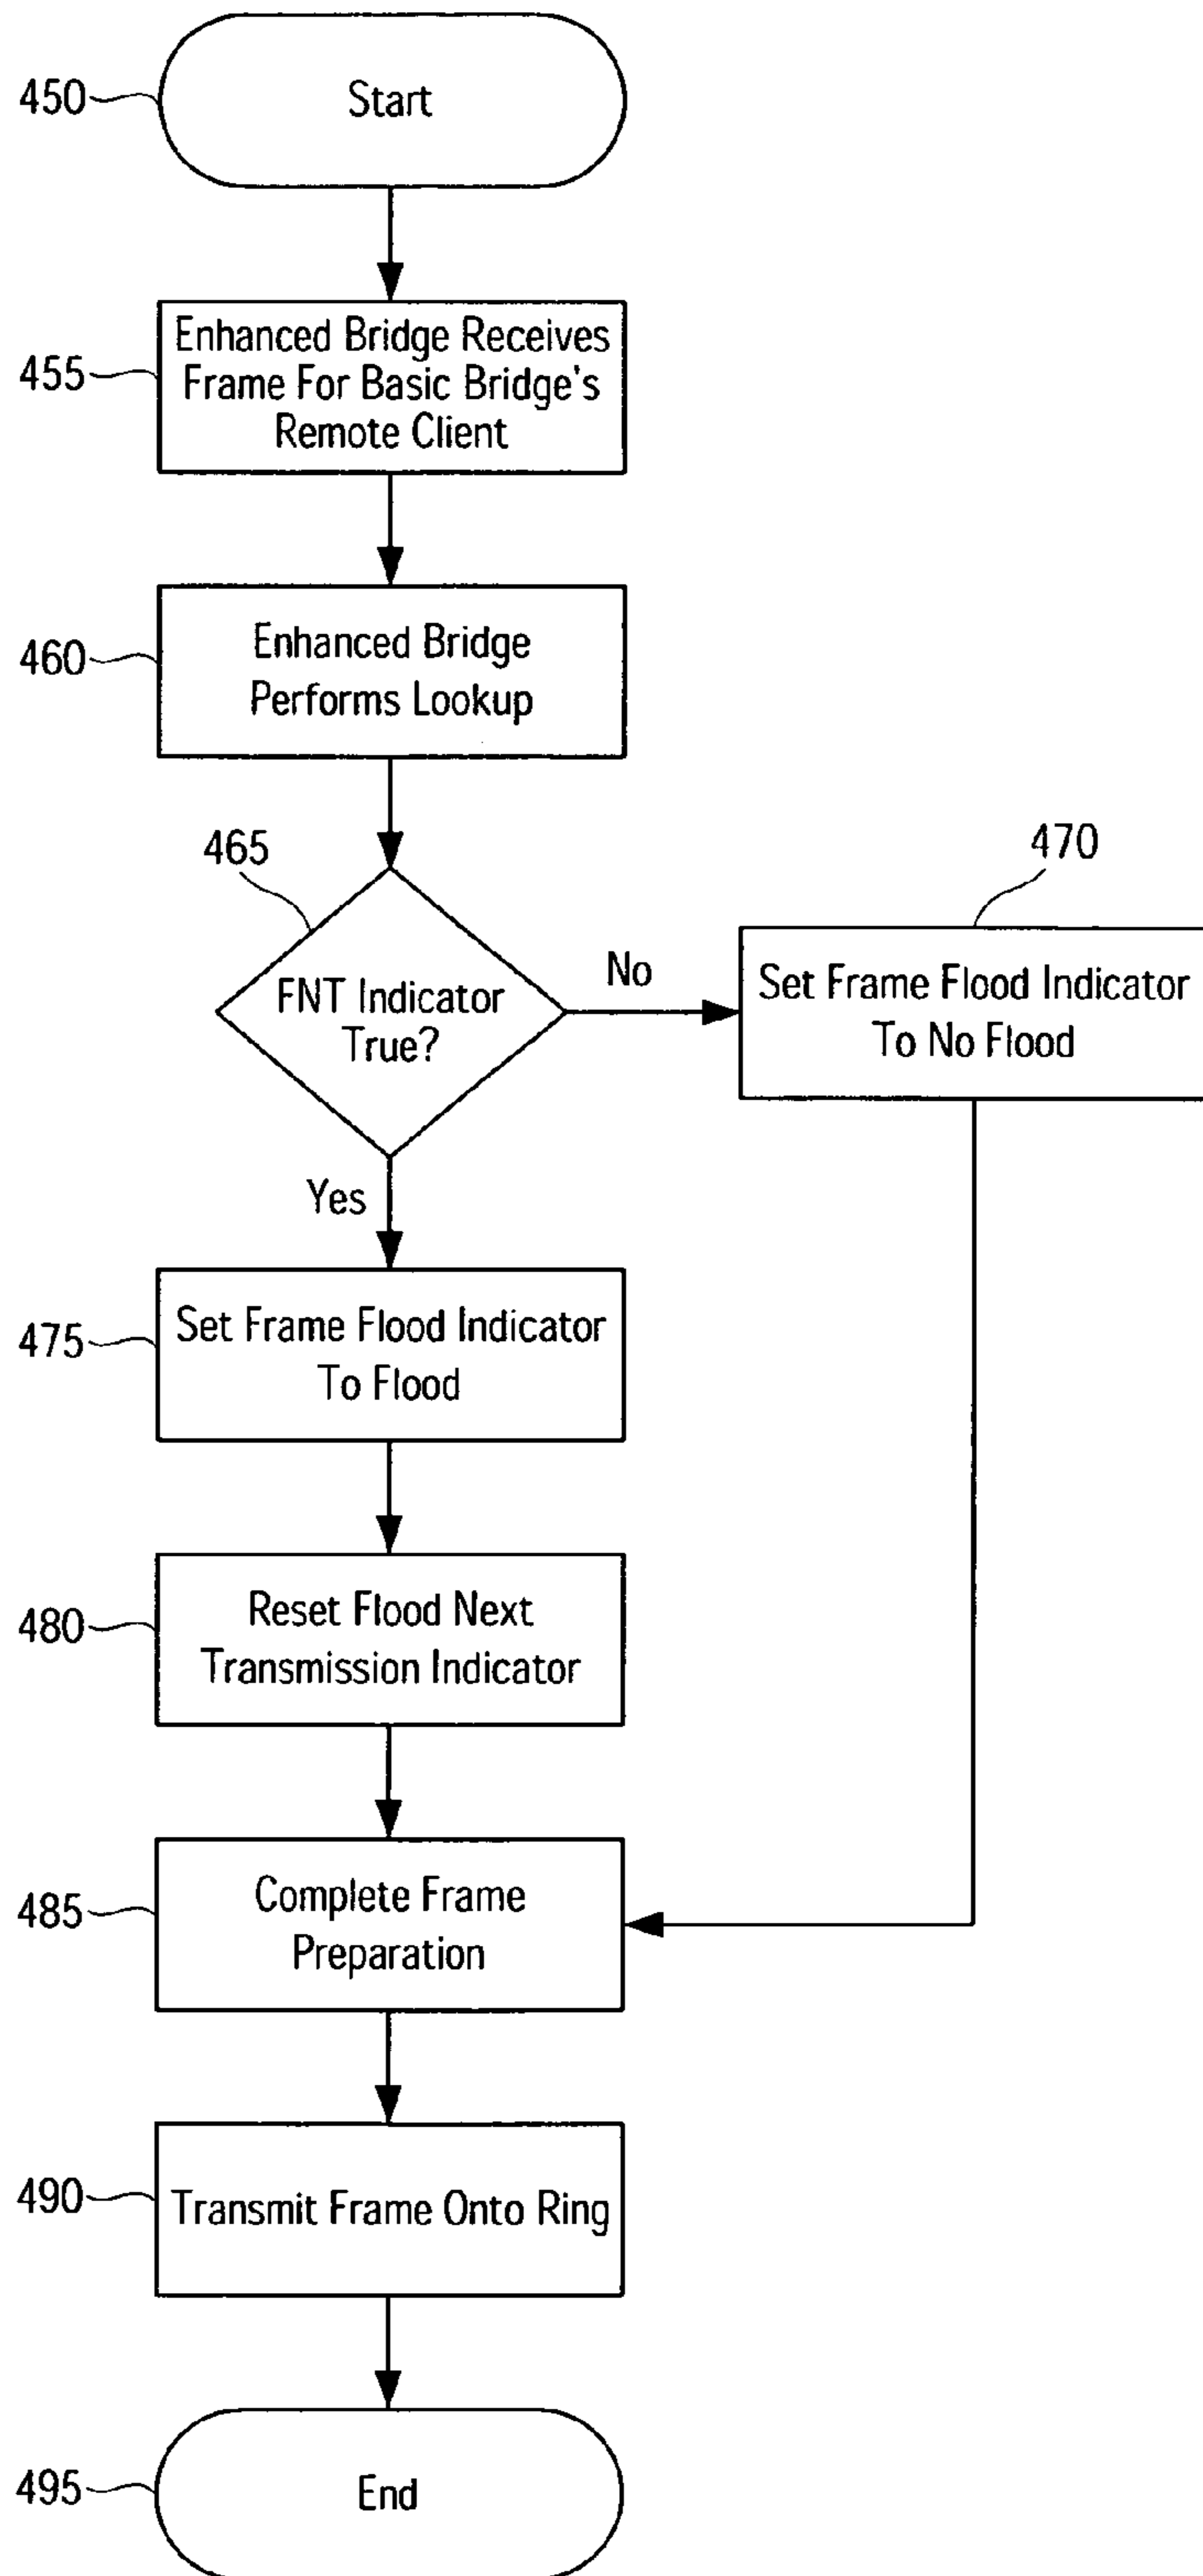 450
Start
455
Enhanced Bridge Receives
Frame For Basic Bridge's
Remote Client
460
Enhanced Bridge
Performs Lookup
465
FNT Indicator
True?
No
470
Set Frame Flood Indicator
To No Flood
Yes
475
Set Frame Flood Indicator
To Flood
480
Reset Flood Next
Transmission Indicator
485
Complete Frame
Preparation
490
Transmit Frame Onto Ring
495
End